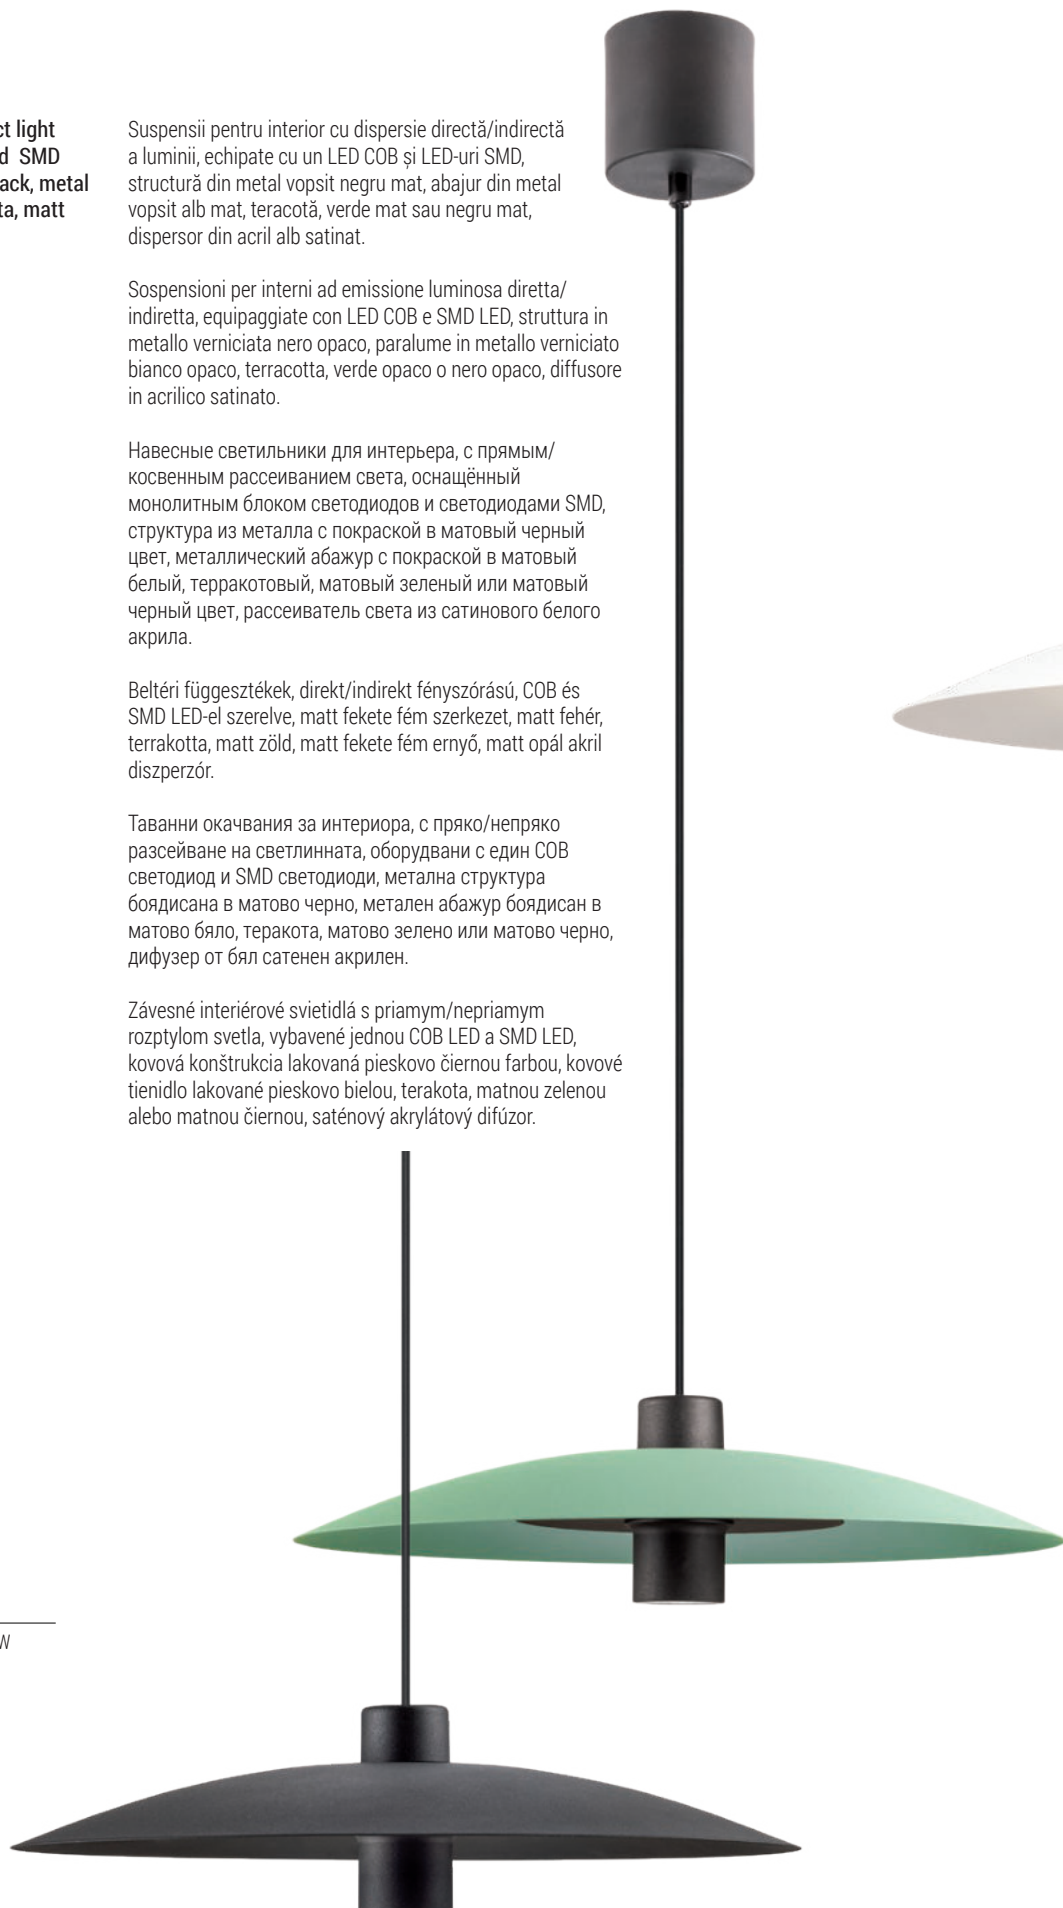 ct light
d SMD
ack, metal
ta, matt
Suspensii pentru interior cu dispersie directă/indirectă
a luminii, echipate cu un LED COB și LED-uri SMD,
structură din metal vopsit negru mat, abajur din metal
vopsit alb mat, teracotă, verde mat sau negru mat,
dispersor din acril alb satinat.
Sospensioni per interni ad emissione luminosa diretta/
indiretta, equipaggiate con LED COB e SMD LED, struttura in
metallo verniciata nero opaco, paralume in metallo verniciato
bianco opaco, terracotta, verde opaco o nero opaco, diffusore
in acrilico satinato.
Навесные светильники для интерьера, с прямым/
косвенным рассеиванием света, оснащённый
монолитным блоком светодиодов и светодиодами SMD,
структура из металла с покраской в матовый черный
цвет, металлический абажур с покраской в матовый
белый, терракотовый, матовый зеленый или матовый
черный цвет, рассеиватель света из сатинового белого
акрила.
Beltéri függesztékek, direkt/indirekt fényszórású, COB és
SMD LED-el szerelve, matt fekete fém szerkezet, matt fehér,
terrakotta, matt zöld, matt fekete fém ernyő, matt opál akril
diszperzór.
Таванни окачвания за интериора, с пряко/непряко
разсейване на светлинната, оборудвани с един COB
светодиод и SMD светодиоди, метална структура
боядисана в матово черно, метален абажур боядисан в
матово бяло, теракота, матово зелено или матово черно,
дифузер от бял сатенен акрилен.
Závesné interiérové svietidlá s priamym/nepriamym
rozptylom svetla, vybavené jednou COB LED a SMD LED,
kovová konštrukcia lakovaná pieskovo čiernou farbou, kovové
tienidlo lakované pieskovo bielou, terakota, matnou zelenou
alebo matnou čiernou, saténový akrylátový difúzor.
W